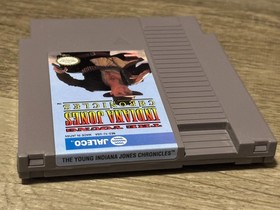 THE YOUNG
INDIANA JONES
CHRONICLES
JALECO
THE YOUNG INDIANA JONES CHRONICLES